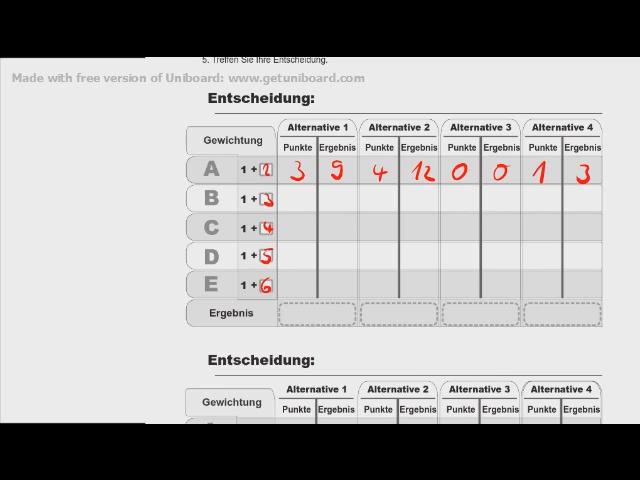 5. Treffen Sie Ihre Entscheidung.
Made with free version of Uniboard: www.getuniboard.com
Entscheidung:
Alternative 1 Alternative 2 Alternative 3 Alternative 4
Gewichtung Punkte Ergebnis Punkte Ergebnis Punkte Ergebnis Punkte Ergebnis
A 1 + 2 3 9 4 12 0 0 1 3
B 1 + 3
C 1 + 4
D 1 + 5
E 1 + 6
Ergebnis
Entscheidung:
Alternative 1 Alternative 2 Alternative 3 Alternative 4
Gewichtung Punkte Ergebnis Punkte Ergebnis Punkte Ergebnis Punkte Ergebnis